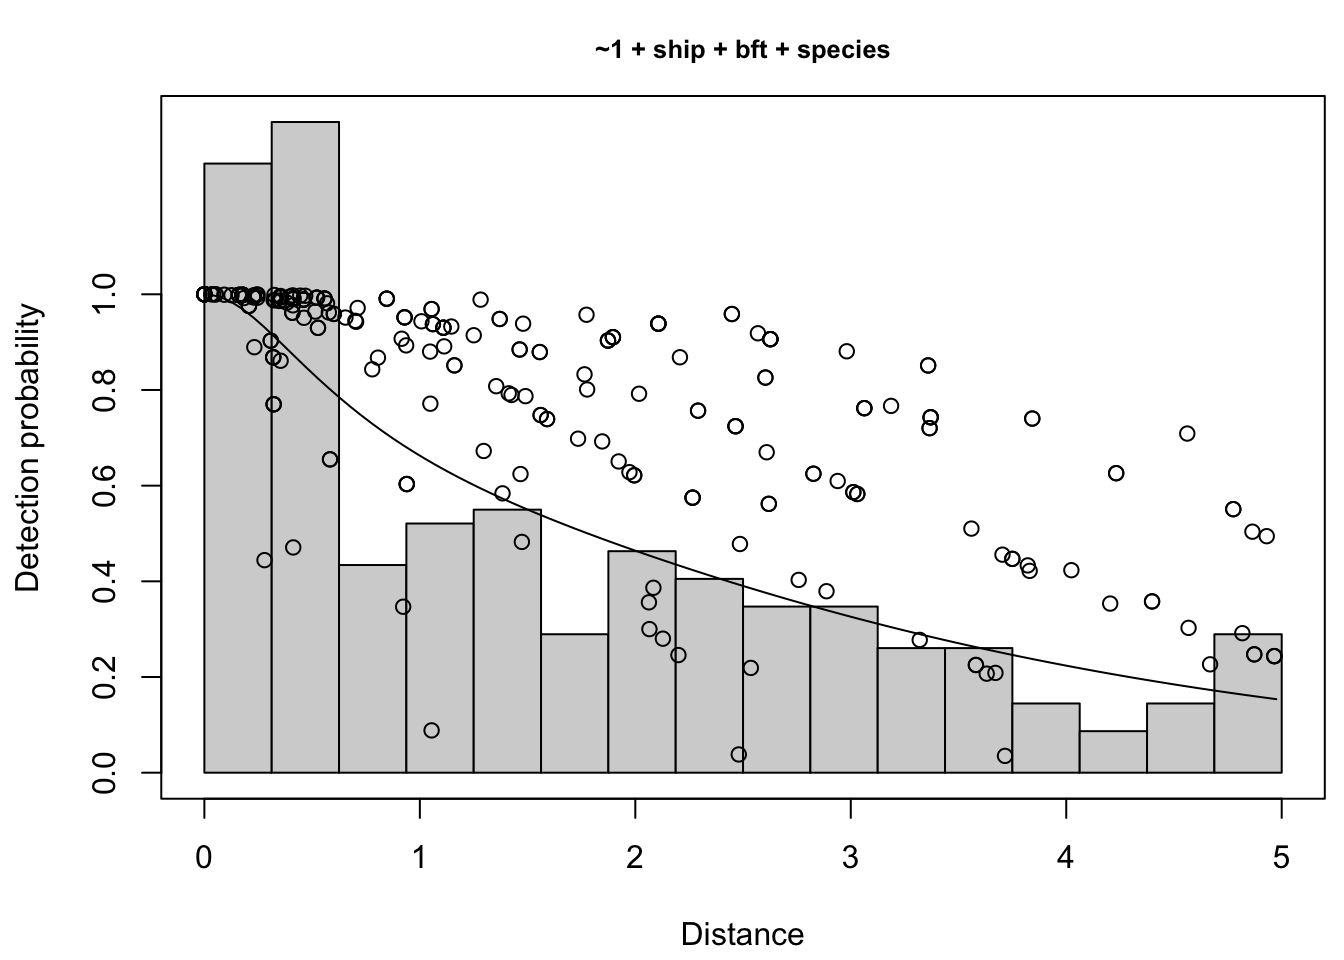 ~1 + ship + bft + species
Detection probability
1.0
0.8
0.6
0.4
0.2
0.0
0 1 2 3 4 5
Distance